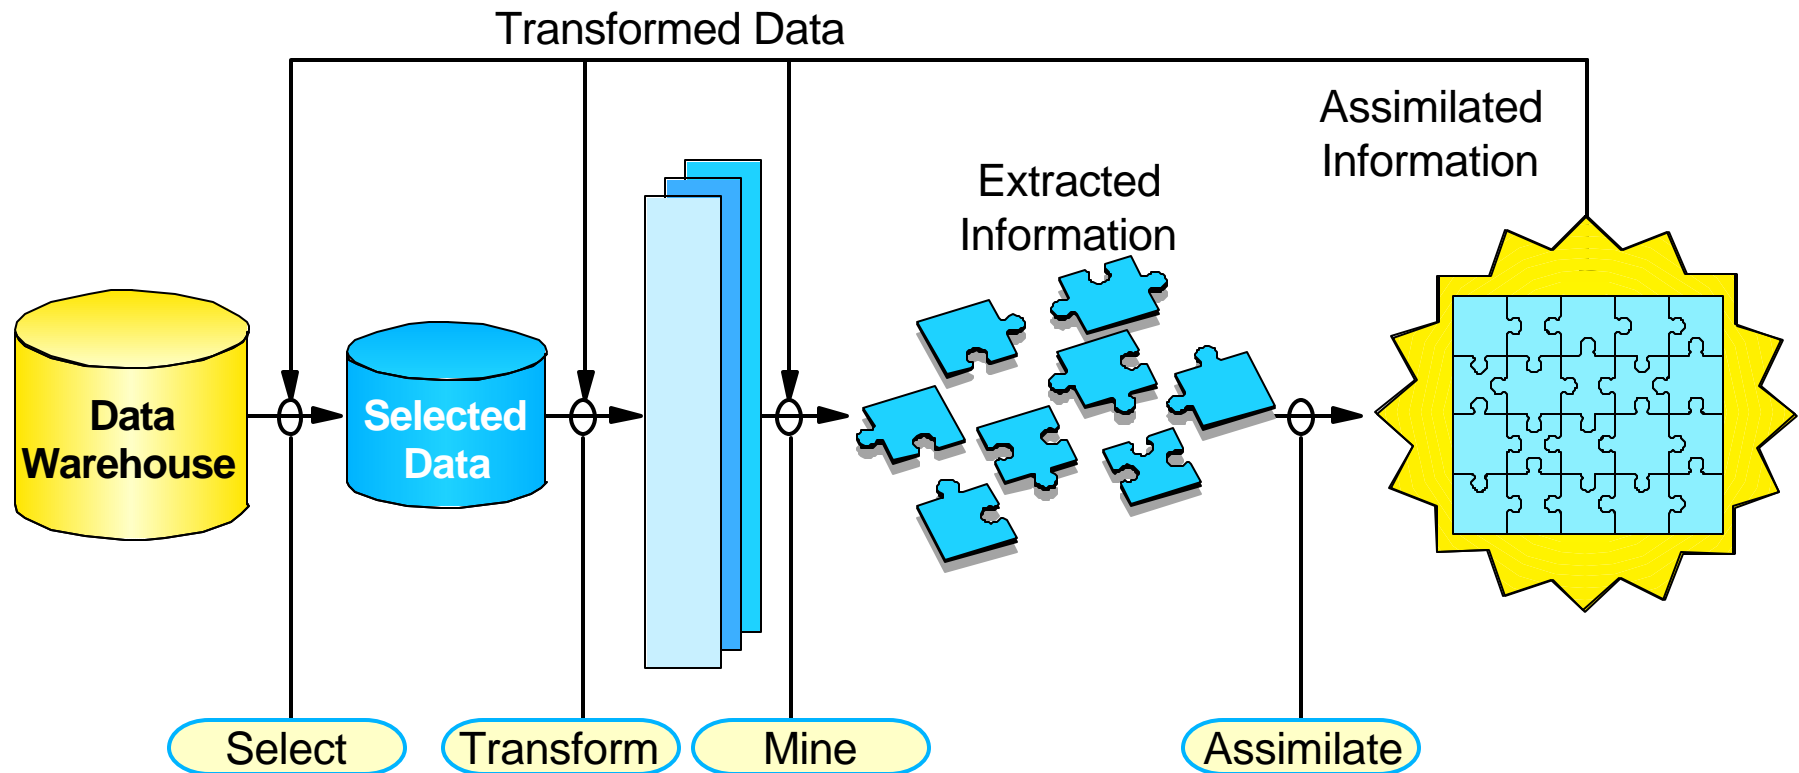 Transformed Data
Assimilated
Information
Extracted
Information
Data
Warehouse
Selected
Data
Select
Transform
Mine
Assimilate